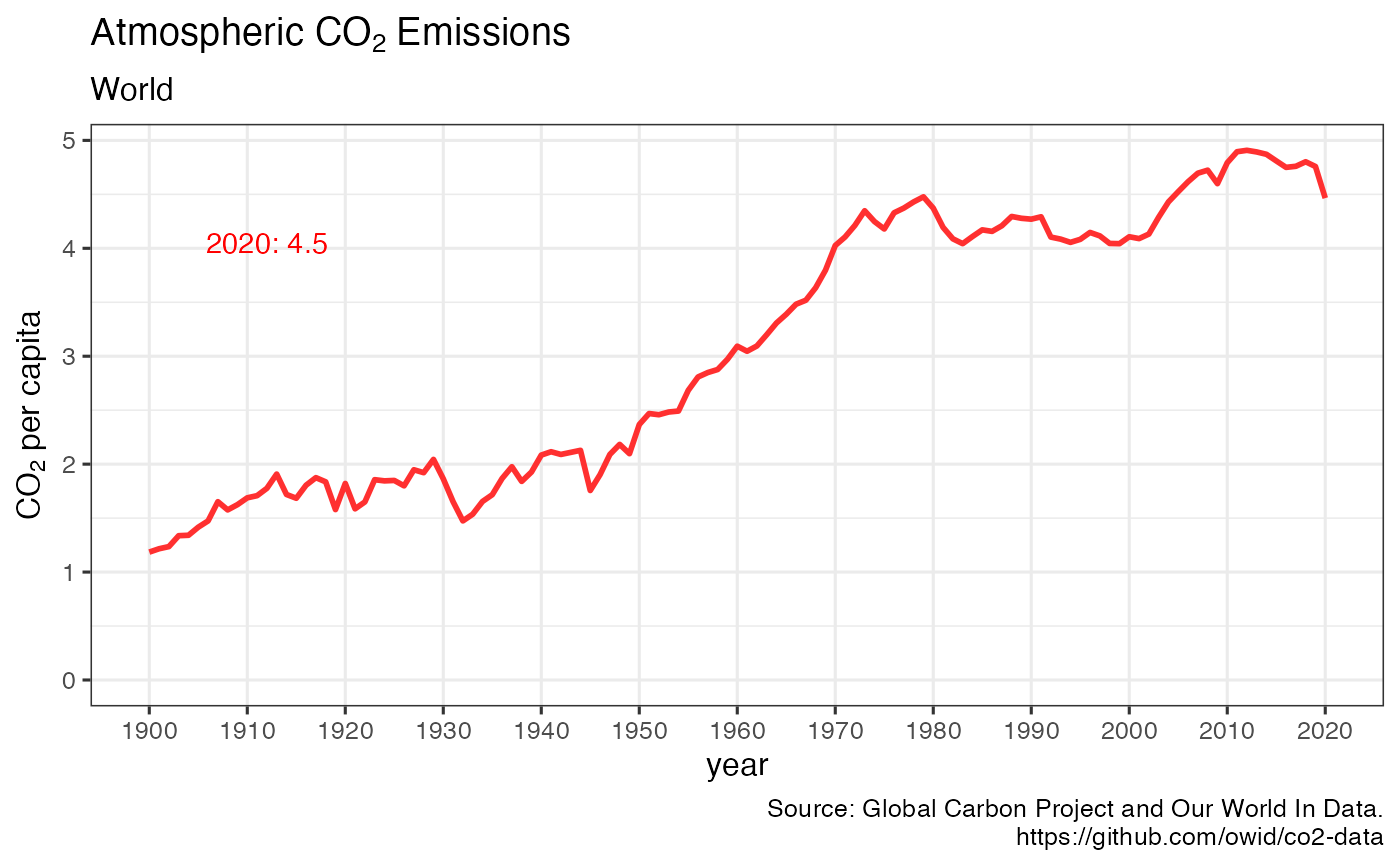 Atmospheric CO₂ Emissions
World
CO₂ per capita
5
4
3
2
1
0
2020: 4.5
1900 1910 1920 1930 1940 1950 1960 1970 1980 1990 2000 2010 2020
year
Source: Global Carbon Project and Our World In Data.
https://github.com/owid/co2-data